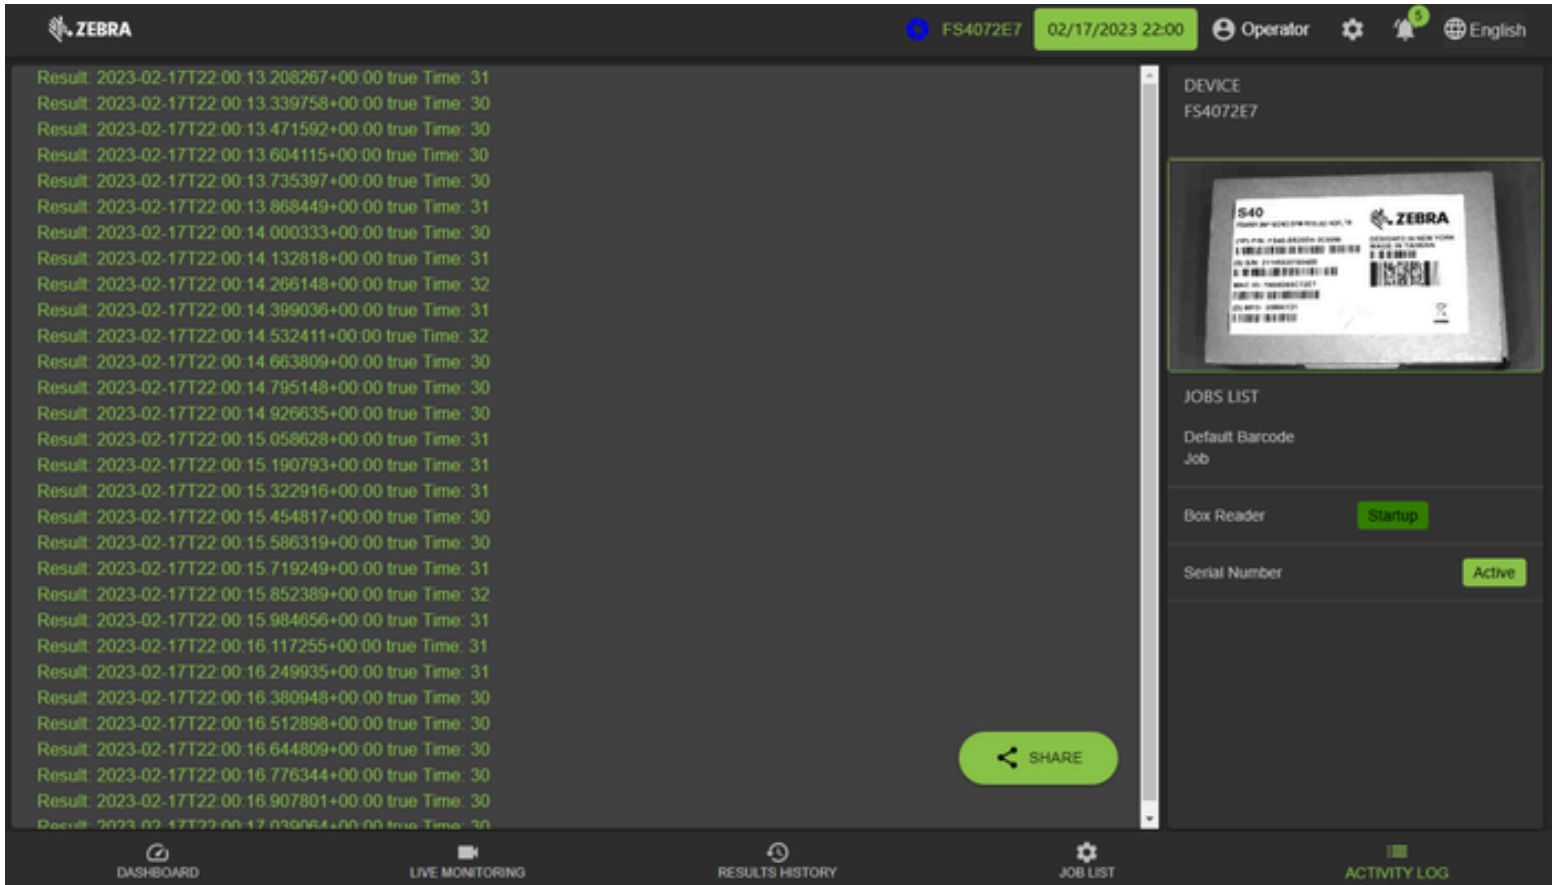 ZEBRA
FS4072E7
02/17/2023 22:00
Operator
5
English
Result: 2023-02-17T22:00:13.208267+00:00 true Time: 31
Result: 2023-02-17T22:00:13.339758+00:00 true Time: 30
Result: 2023-02-17T22:00:13.471592+00:00 true Time: 30
Result: 2023-02-17T22:00:13.604115+00:00 true Time: 30
Result: 2023-02-17T22:00:13.735397+00:00 true Time: 30
Result: 2023-02-17T22:00:13.868449+00:00 true Time: 31
Result: 2023-02-17T22:00:14.000333+00:00 true Time: 30
Result: 2023-02-17T22:00:14.132818+00:00 true Time: 31
Result: 2023-02-17T22:00:14.266148+00:00 true Time: 32
Result: 2023-02-17T22:00:14.399036+00:00 true Time: 31
Result: 2023-02-17T22:00:14.532411+00:00 true Time: 32
Result: 2023-02-17T22:00:14.663809+00:00 true Time: 30
Result: 2023-02-17T22:00:14.795148+00:00 true Time: 30
Result: 2023-02-17T22:00:14.926635+00:00 true Time: 30
Result: 2023-02-17T22:00:15.058628+00:00 true Time: 31
Result: 2023-02-17T22:00:15.190793+00:00 true Time: 31
Result: 2023-02-17T22:00:15.322916+00:00 true Time: 31
Result: 2023-02-17T22:00:15.454817+00:00 true Time: 30
Result: 2023-02-17T22:00:15.586319+00:00 true Time: 30
Result: 2023-02-17T22:00:15.719249+00:00 true Time: 31
Result: 2023-02-17T22:00:15.852389+00:00 true Time: 32
Result: 2023-02-17T22:00:15.984656+00:00 true Time: 31
Result: 2023-02-17T22:00:16.117255+00:00 true Time: 31
Result: 2023-02-17T22:00:16.249935+00:00 true Time: 31
Result: 2023-02-17T22:00:16.380948+00:00 true Time: 30
Result: 2023-02-17T22:00:16.512898+00:00 true Time: 30
Result: 2023-02-17T22:00:16.644809+00:00 true Time: 30
Result: 2023-02-17T22:00:16.776344+00:00 true Time: 30
Result: 2023-02-17T22:00:16.907801+00:00 true Time: 30
Result: 2023-02-17T22:00:17.039064+00:00 true Time: 30
SHARE
DEVICE
FS4072E7
S40
ZEBRA
DESIGNED IN NEW YORK
MADE IN TAIWAN
JOBS LIST
Default Barcode
Job
Box Reader
Startup
Serial Number
Active
DASHBOARD
LIVE MONITORING
RESULTS HISTORY
JOB LIST
ACTIVITY LOG